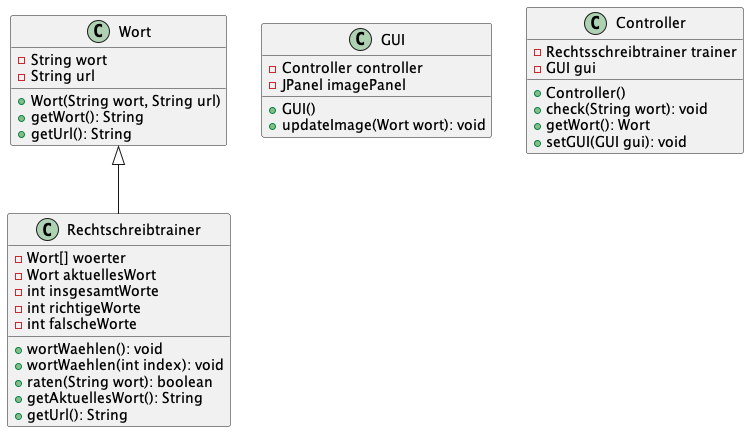 C Wort
String wort
String url
Wort(String wort, String url)
getWort(): String
getUrl(): String
C GUI
Controller controller
JPanel imagePanel
GUI()
updateImage(Wort wort): void
C Controller
Rechtsschreibtrainer trainer
GUI gui
Controller()
check(String wort): void
getWort(): Wort
setGUI(GUI gui): void
C Rechtschreibtrainer
Wort[] woerter
Wort aktuellesWort
int insgesamtWorte
int richtigeWorte
int falscheWorte
wortWaehlen(): void
wortWaehlen(int index): void
raten(String wort): boolean
getAktuellesWort(): String
getUrl(): String